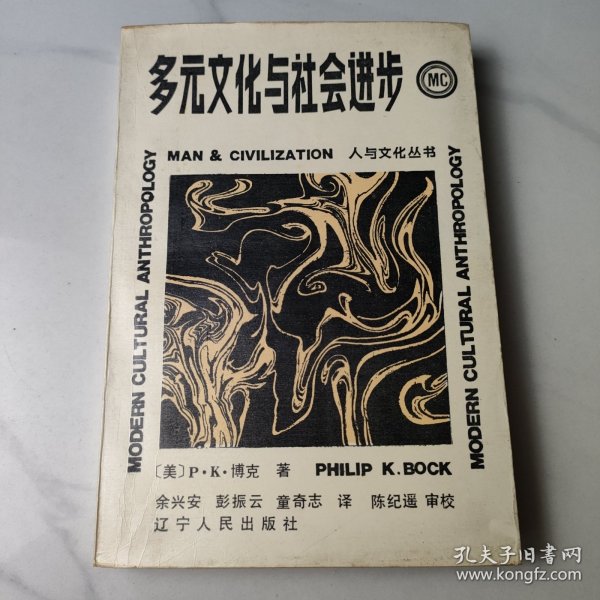 多元文化与社会进步
MC
MAN & CIVILIZATION 人与文化丛书
MODERN CULTURAL ANTHROPOLOGY
MODERN CULTURAL ANTHROPOLOGY
〔美〕P·K·博克 著 PHILIP K. BOCK
余兴安 彭振云 童奇志 译 陈纪遥 审校
辽宁人民出版社
孔夫子旧书网
www.kongfz.com